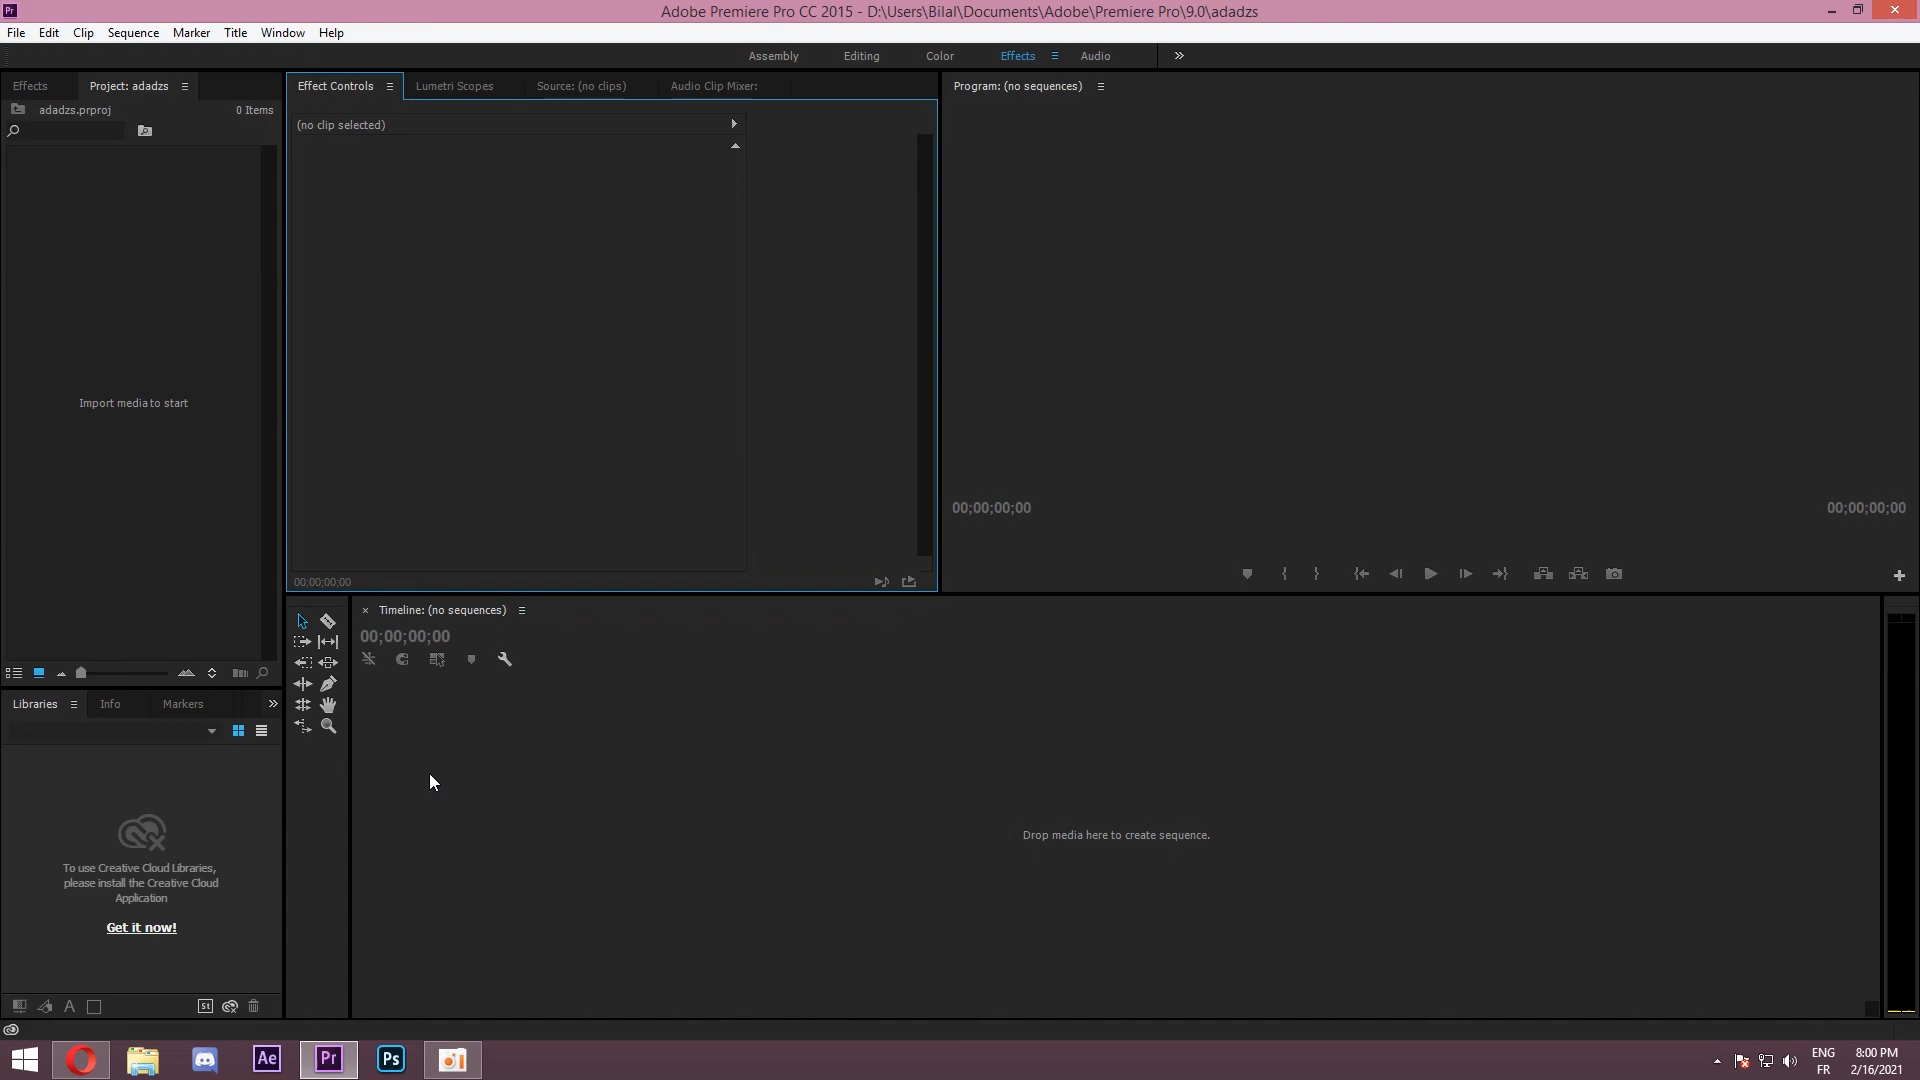 Pr
Adobe Premiere Pro CC 2015 - D:\Users\Bilal\Documents\Adobe\Premiere Pro\9.0\adadzs
File Edit Clip Sequence Marker Title Window Help
Assembly Editing Color Effects Audio
Effects Project: adadzs
Effect Controls Lumetri Scopes Source: (no clips) Audio Clip Mixer:
Program: (no sequences)
adadzs.prproj 0 Items
(no clip selected)
Import media to start
00;00;00;00 00;00;00;00
00;00;00;00
Timeline: (no sequences)
00;00;00;00
Libraries Info Markers
Drop media here to create sequence.
To use Creative Cloud Libraries,
please install the Creative Cloud
Application
Get it now!
A St
Ae Pr Ps
ENG
FR
8:00 PM
2/16/2021